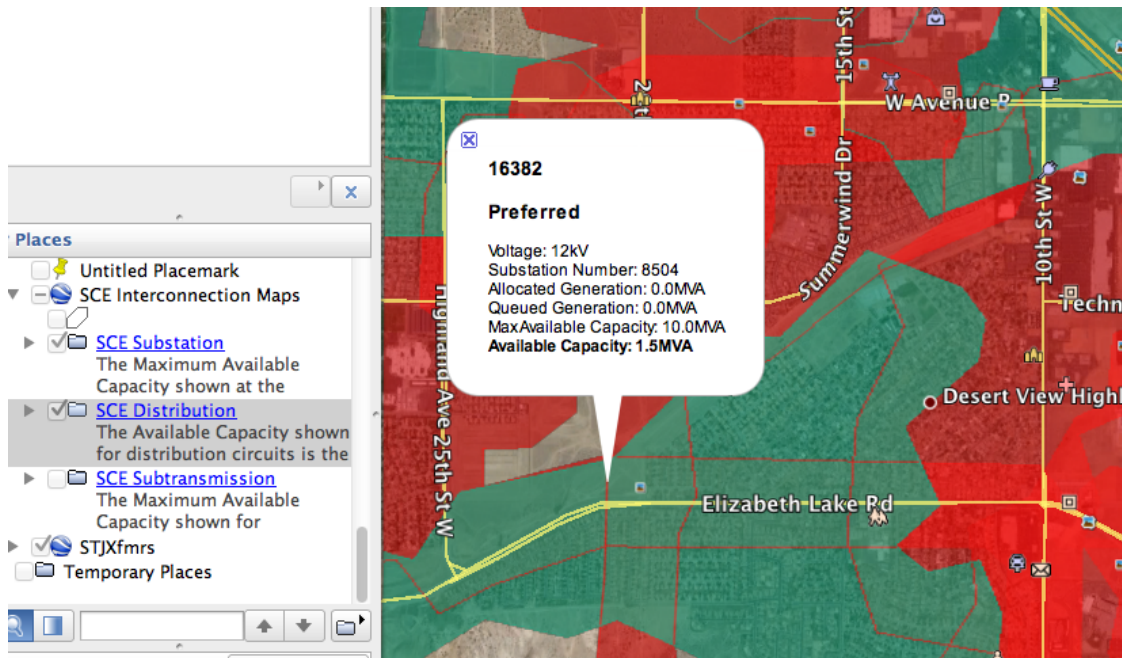 Places
Untitled Placemark
SCE Interconnection Maps
SCE Substation
The Maximum Available
Capacity shown at the
SCE Distribution
The Available Capacity shown
for distribution circuits is the
SCE Subtransmission
The Maximum Available
Capacity shown for
STJXfmrs
Temporary Places
16382
Preferred
Voltage: 12kV
Substation Number: 8504
Allocated Generation: 0.0MVA
Queued Generation: 0.0MVA
MaxAvailable Capacity: 10.0MVA
Available Capacity: 1.5MVA
15th St
W Avenue P
Summerwind Dr
10th St W
Techn
Desert View Highl
Highland Ave 25th St W
Elizabeth Lake Rd